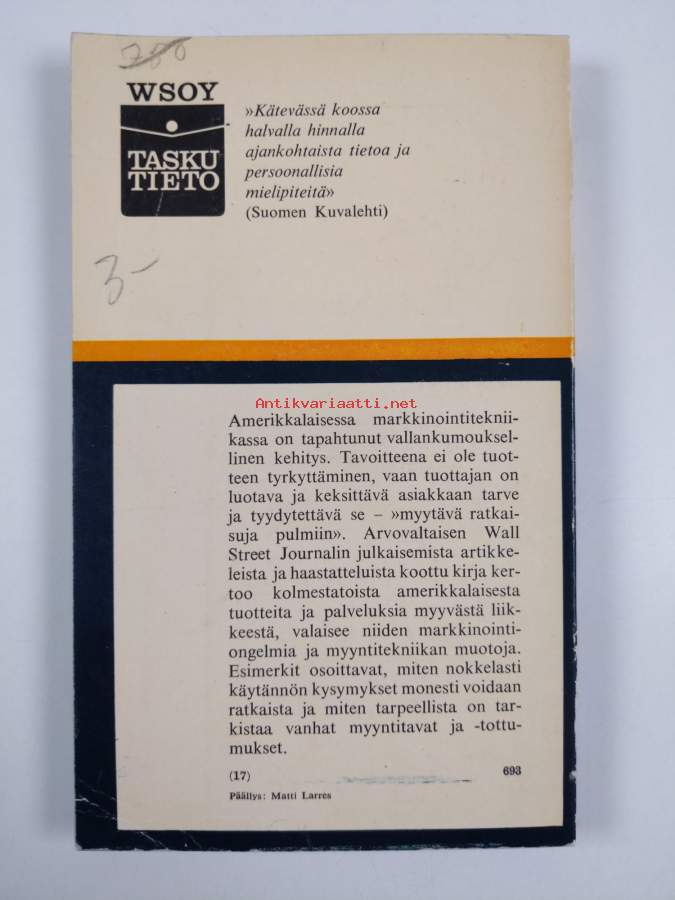 780
WSOY
TASKU
TIETO
»Kätevässä koossa
halvalla hinnalla
ajankohtaista tietoa ja
persoonallisia
mielipiteitä»
(Suomen Kuvalehti)
3-
Antikvariaatti.net
Amerikkalaisessa markkinointitekni-
kassa on tapahtunut vallankumouksel-
linen kehitys. Tavoitteena ei ole tuot-
teen tyrkyttäminen, vaan tuottajan on
luotava ja keksittävä asiakkaan tarve
ja tyydytettävä se – »myytävä ratkai-
suja pulmiin». Arvovaltaisen Wall
Street Journalin julkaisemista artikke-
leista ja haastatteluista koottu kirja ker-
too kolmestatoista amerikkalaisesta
tuotteita ja palveluksia myyvästä liik-
keestä, valaisee niiden markkinointi-
ongelmia ja myyntitekniikan muotoja.
Esimerkit osoittavat, miten nokkelasti
käytännön kysymykset monesti voidaan
ratkaista ja miten tarpeellista on tar-
kistaa vanhat myyntitavat ja -tottu-
mukset.
(17) 693
Päällys: Matti Larres